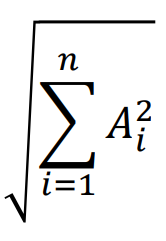 √(∑_{i=1}^{n} A_i^2)